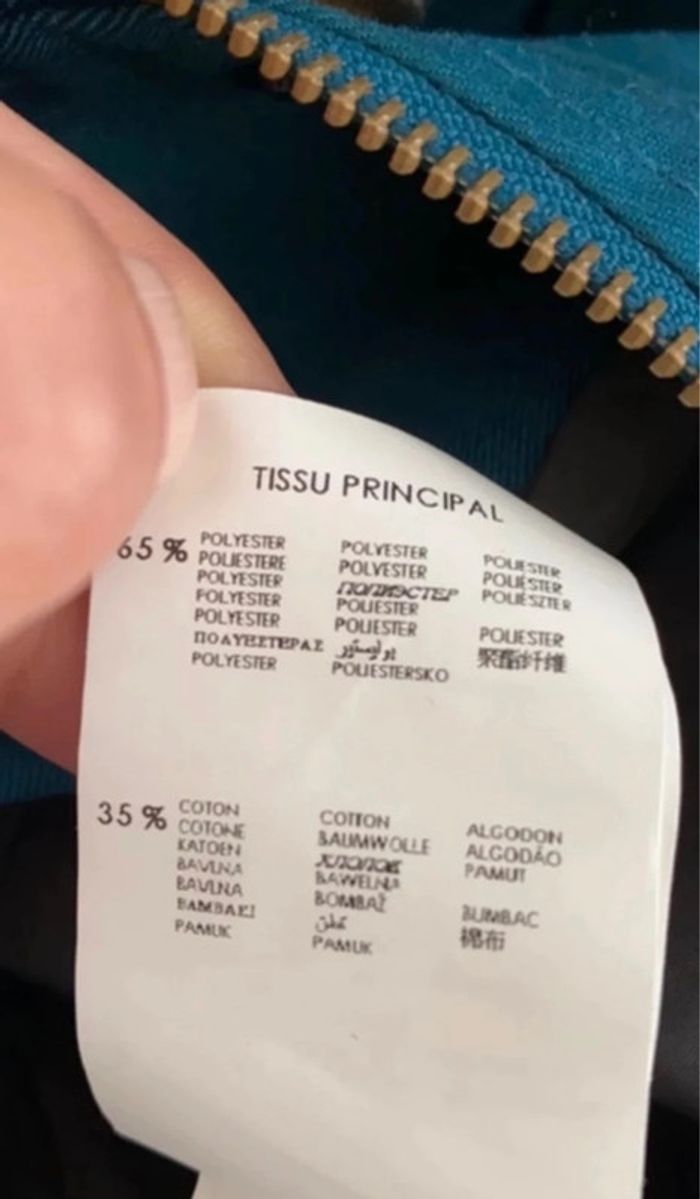 TISSU PRINCIPAL
65 % POLYESTER POLYESTER POLIESTER
POLIESTERE POLYESTER POLIÉSTER
POLYESTER ПОЛИЭСТЕР POLIÉSZTER
POLYESTER POLIESTER
POLYESTER POLIESTER POLIESTER
ΠΟΛΥΕΣΤΕΡΑΣ بوليستر 聚酯纤维
POLYESTER POLIESTERSKO
35 % COTON COTTON ALGODON
COTONE BAUMWOLLE ALGODÃO
KATOEN ХЛОПОК PAMUT
BAVLNA BAWEŁNA
BAVLNA BOMBAŽ BUMBAC
ΒΑΜΒΑΚΙ قطن 棉布
PAMUK PAMUK